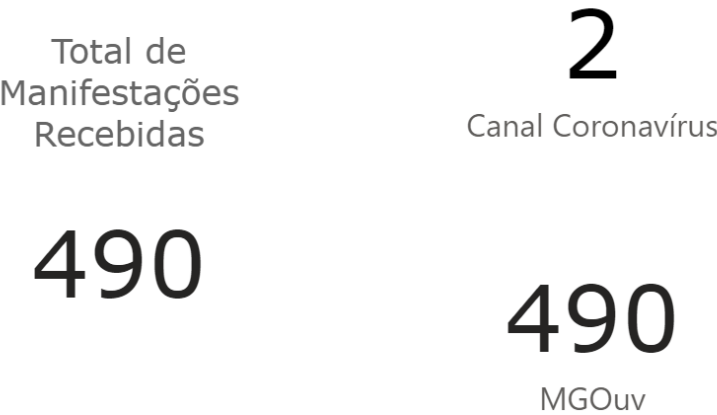 Total de
Manifestações
Recebidas
490
2
Canal Coronavírus
490
MGOuv